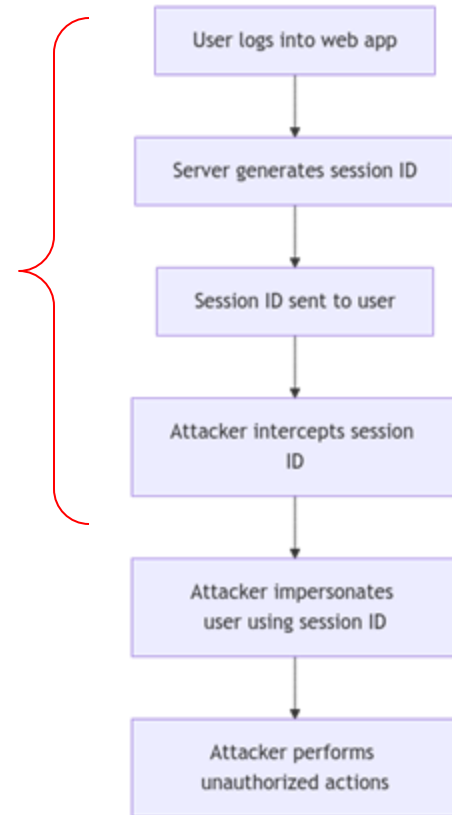 User logs into web app
Server generates session ID
Session ID sent to user
Attacker intercepts session
ID
Attacker impersonates
user using session ID
Attacker performs
unauthorized actions